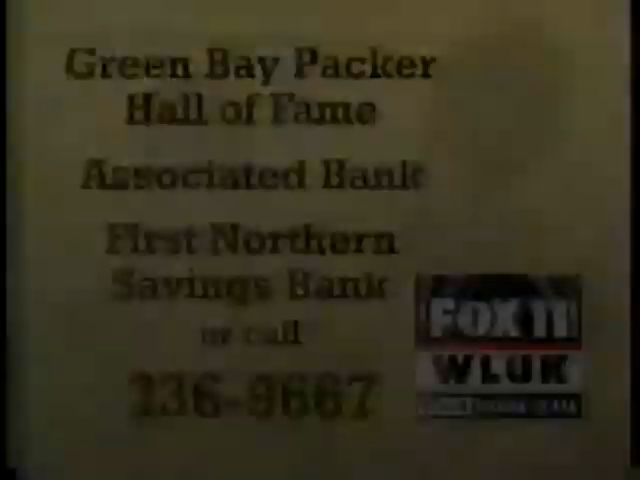 Green Bay Packer
Hall of Fame
Associated Bank
First Northern
Savings Bank
or call
336-9667
FOX 11
WLUK